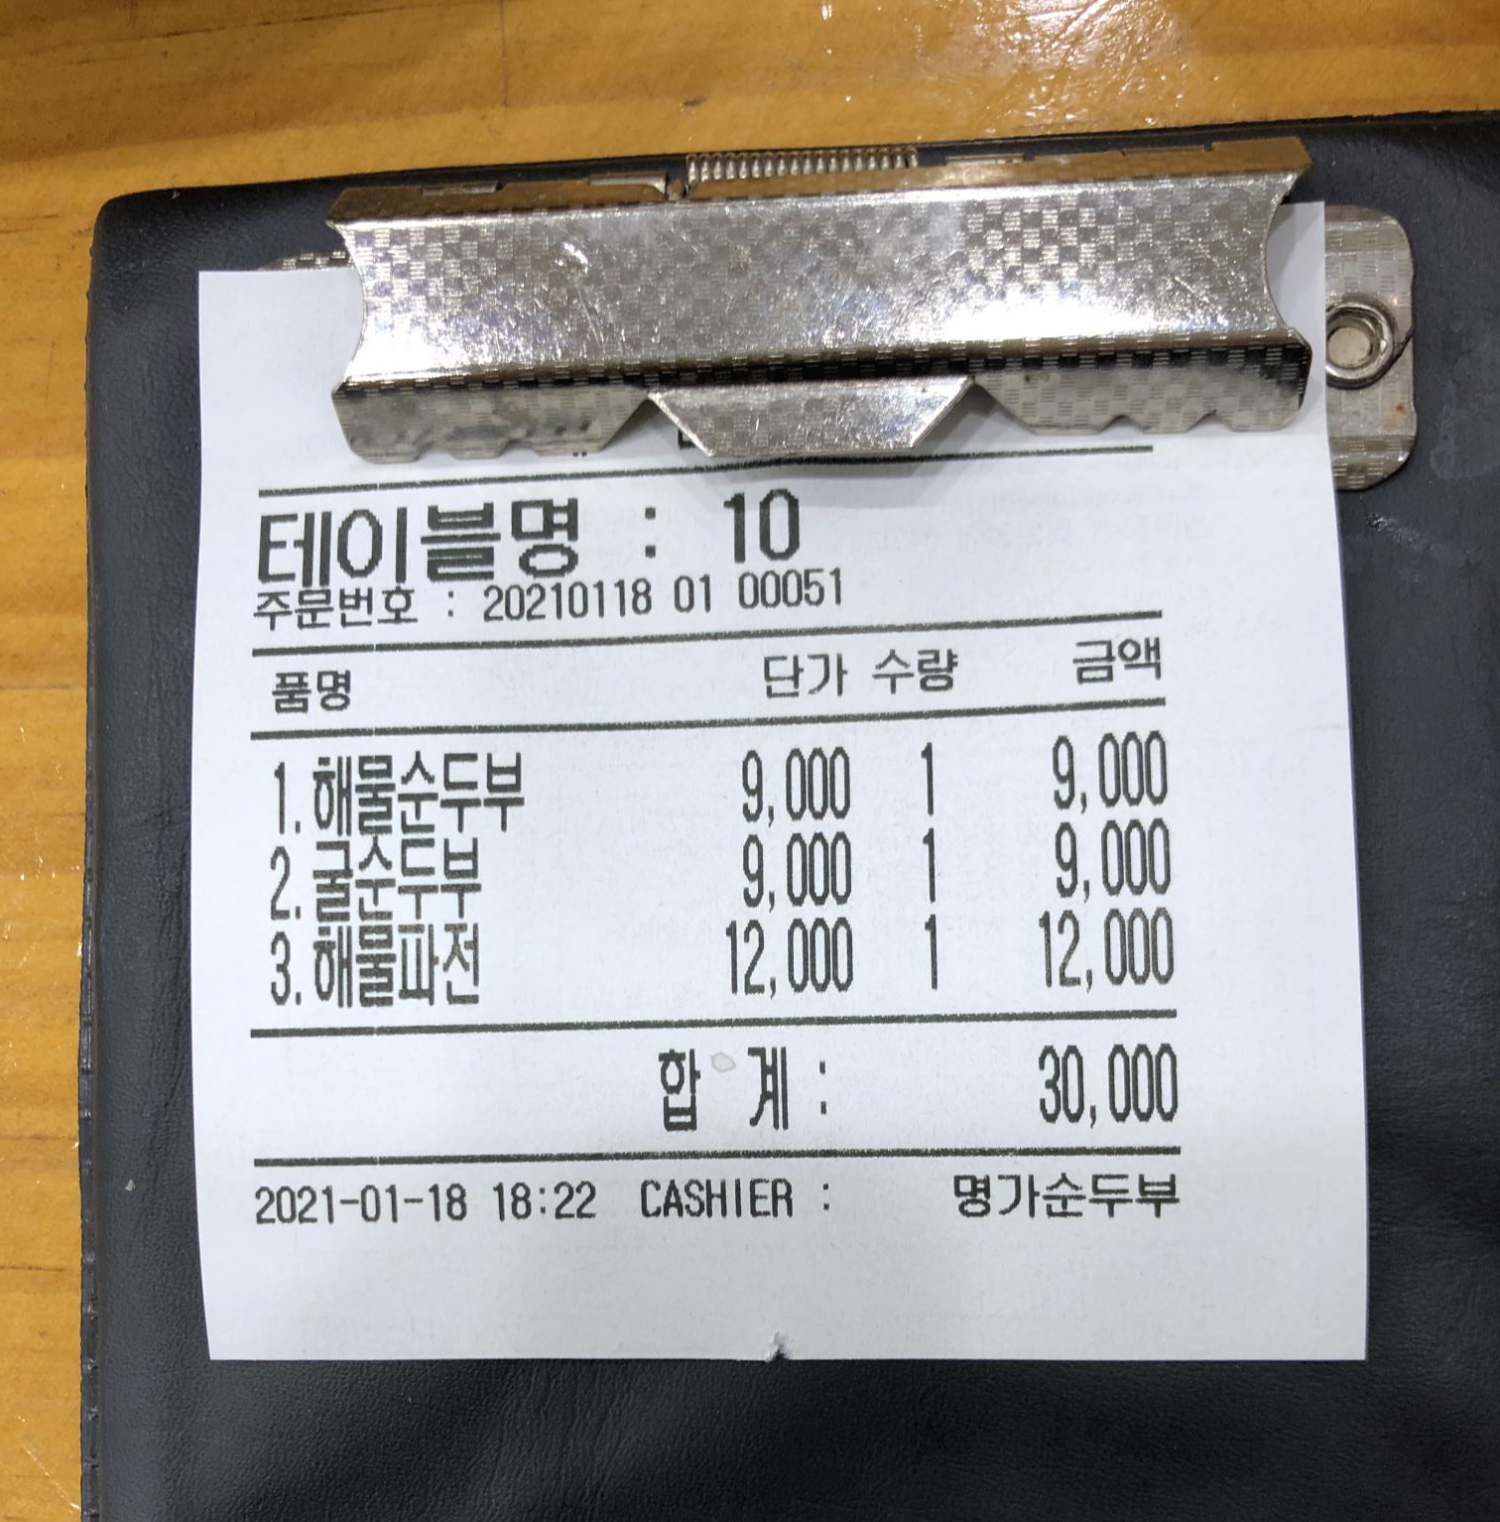 테이블명 : 10
주문번호 : 20210118 01 00051
품명 단가 수량 금액
1. 해물순두부 9,000 1 9,000
2. 굴순두부 9,000 1 9,000
3. 해물파전 12,000 1 12,000
합 계 : 30,000
2021-01-18 18:22 CASHIER : 명가순두부